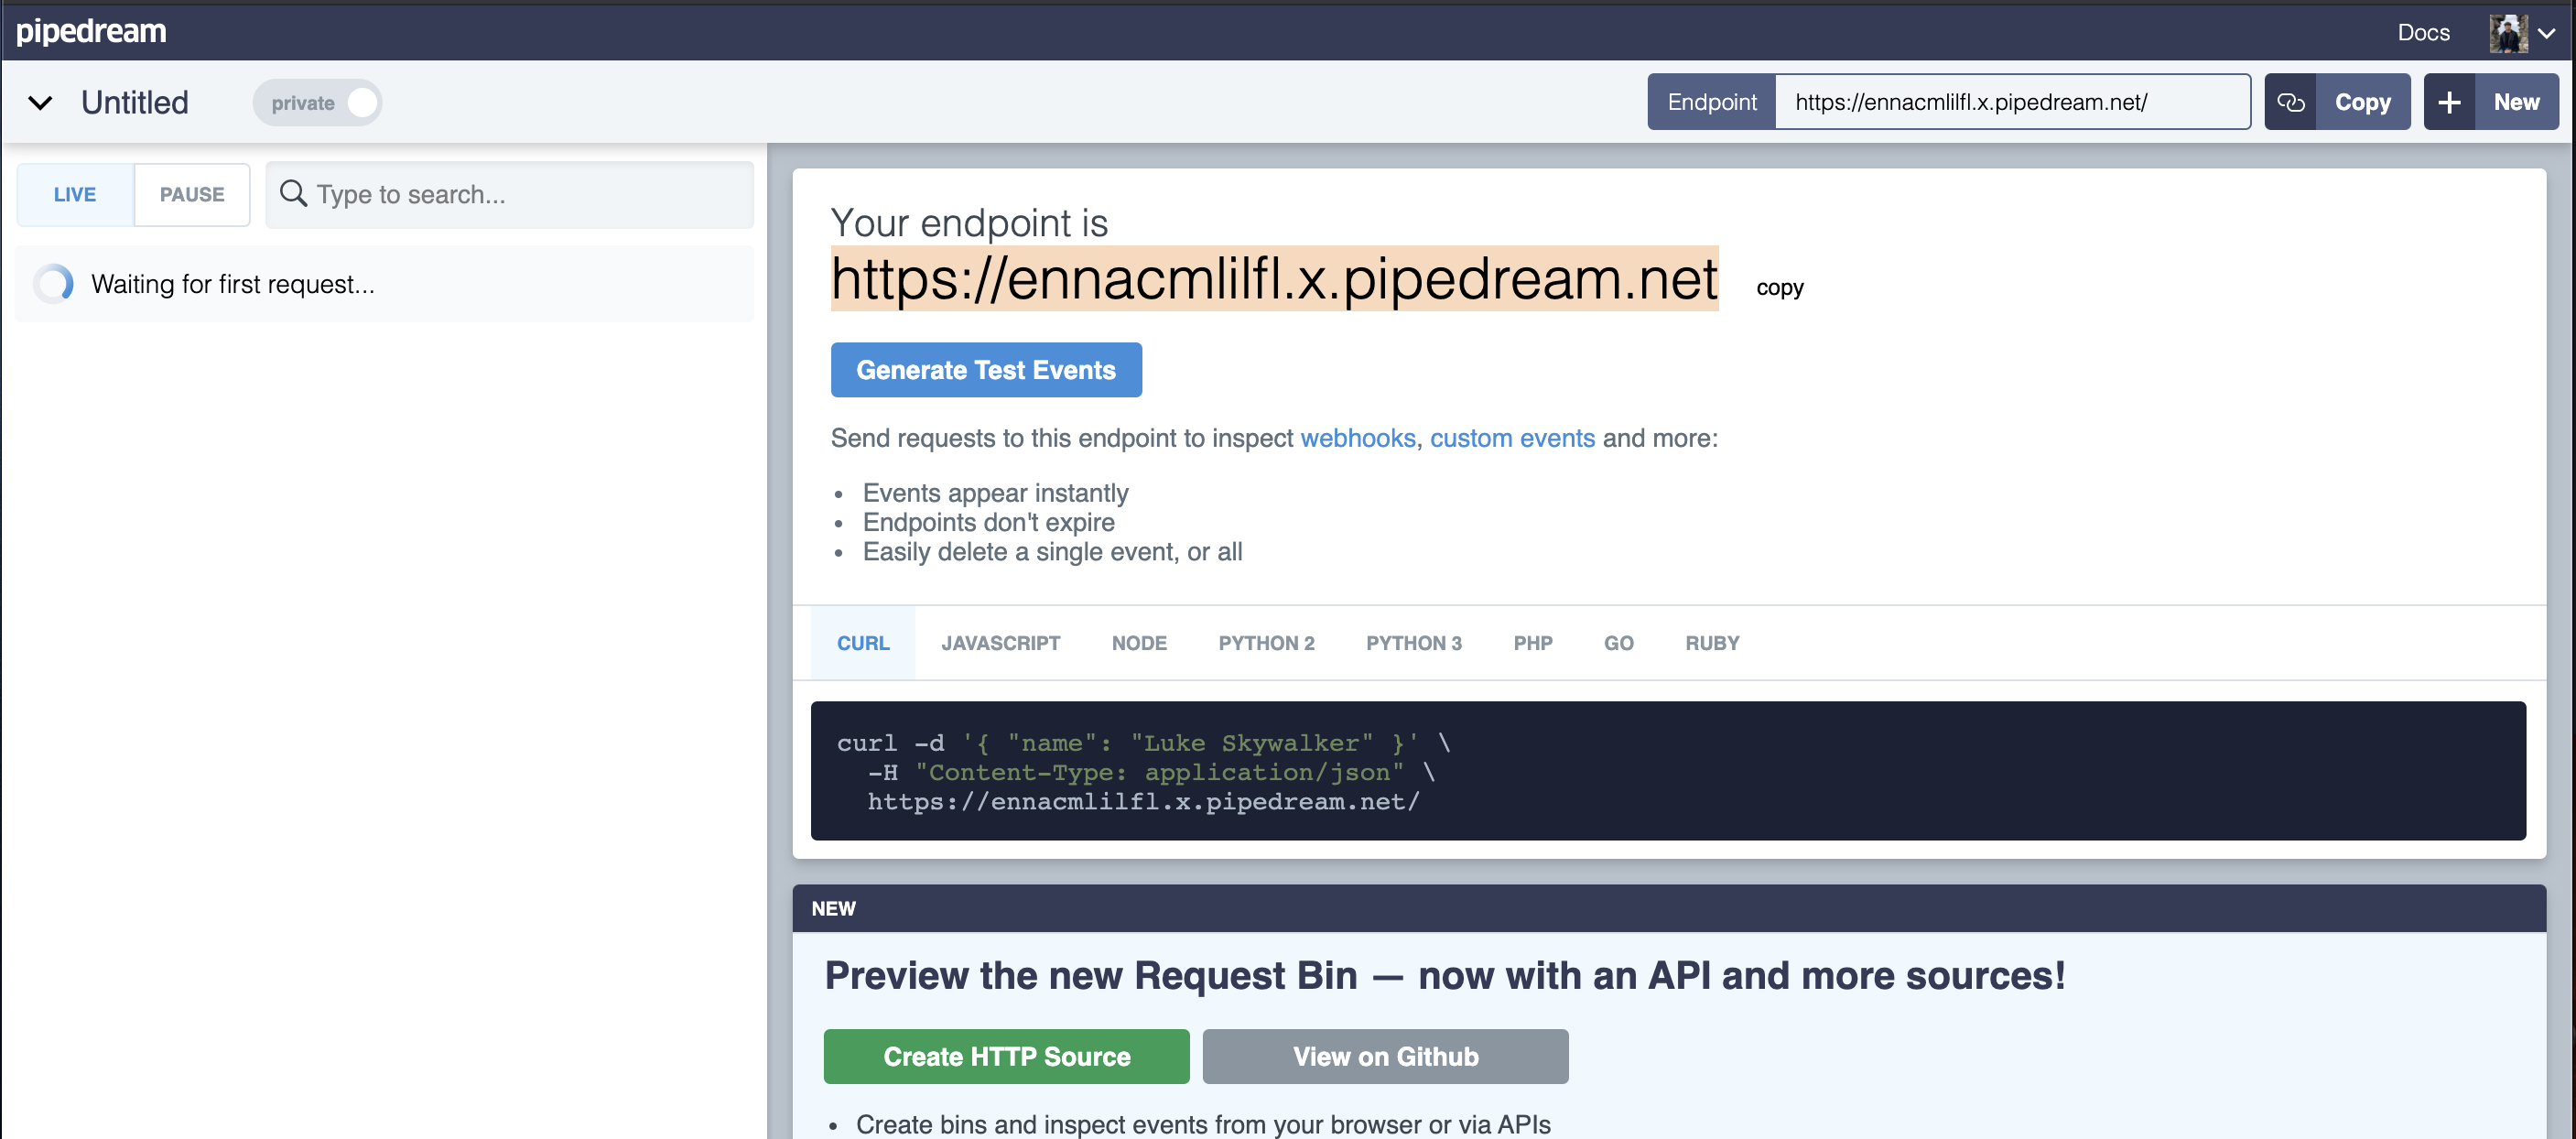 pipedream
Docs
Untitled
private
Endpoint
https://ennacmlilfl.x.pipedream.net/
Copy
New
LIVE
PAUSE
Type to search...
Waiting for first request...
Your endpoint is
https://ennacmlilfl.x.pipedream.net
copy
Generate Test Events
Send requests to this endpoint to inspect webhooks, custom events and more:
• Events appear instantly
• Endpoints don't expire
• Easily delete a single event, or all
CURL
JAVASCRIPT
NODE
PYTHON 2
PYTHON 3
PHP
GO
RUBY
curl -d '{ "name": "Luke Skywalker" }' \
-H "Content-Type: application/json" \
https://ennacmlilfl.x.pipedream.net/
NEW
Preview the new Request Bin — now with an API and more sources!
Create HTTP Source
View on Github
• Create bins and inspect events from your browser or via APIs